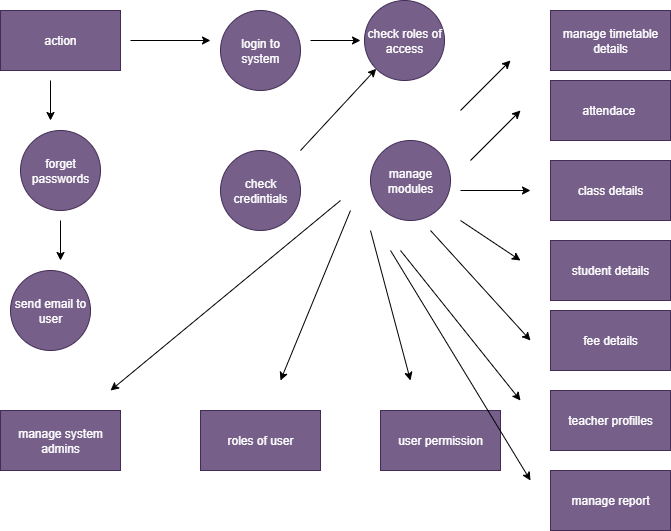 action
login to
system
check roles of
access
manage timetable
details
attendace
forget
passwords
check
credintials
manage
modules
class details
student details
send email to
user
fee details
manage system
admins
roles of user
user permission
teacher profilles
manage report